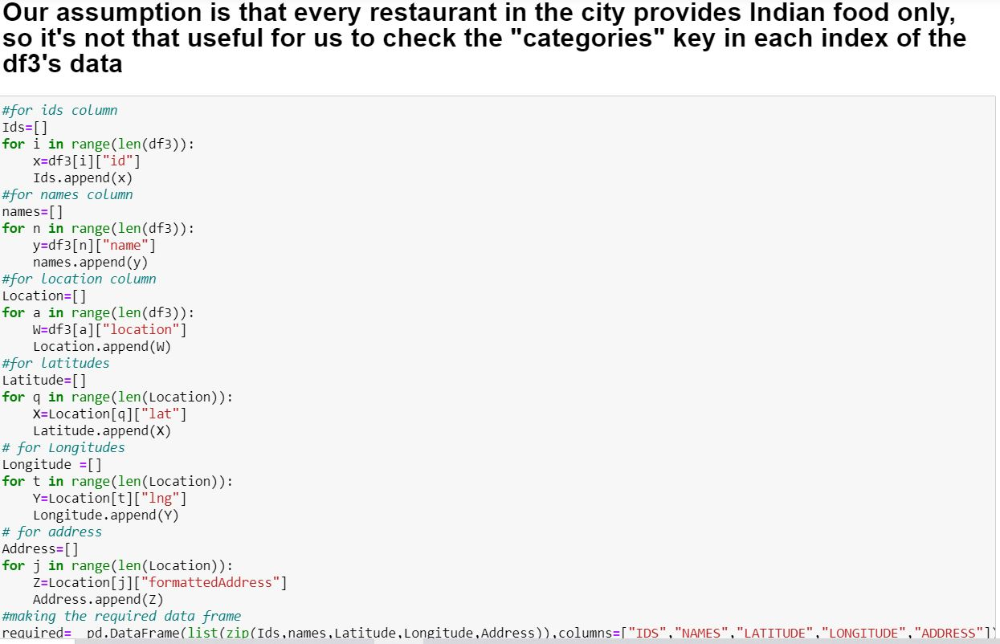 Our assumption is that every restaurant in the city provides Indian food only,
so it's not that useful for us to check the "categories" key in each index of the
df3's data
#for ids column
Ids=[]
for i in range(len(df3)):
    x=df3[i]["id"]
    Ids.append(x)
#for names column
names=[]
for n in range(len(df3)):
    y=df3[n]["name"]
    names.append(y)
#for location column
Location=[]
for a in range(len(df3)):
    W=df3[a]["location"]
    Location.append(W)
#for latitudes
Latitude=[]
for q in range(len(Location)):
    X=Location[q]["lat"]
    Latitude.append(X)
# for Longitudes
Longitude =[]
for t in range(len(Location)):
    Y=Location[t]["lng"]
    Longitude.append(Y)
# for address
Address=[]
for j in range(len(Location)):
    Z=Location[j]["formattedAddress"]
    Address.append(Z)
#making the required data frame
required=  pd.DataFrame(list(zip(Ids,names,Latitude,Longitude,Address)),columns=["IDS","NAMES","LATITUDE","LONGITUDE","ADDRESS"])